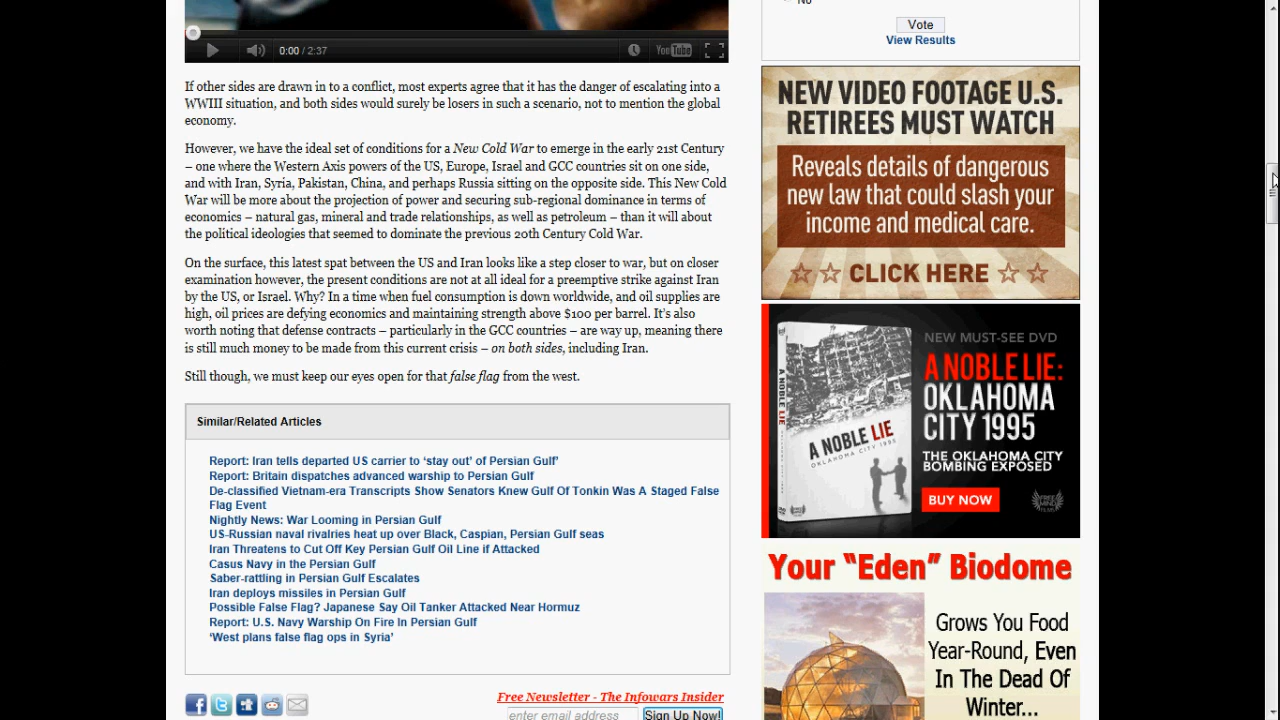 No
Vote
View Results
0:00 / 2:37
YouTube
If other sides are drawn in to a conflict, most experts agree that it has the danger of escalating into a
WWIII situation, and both sides would surely be losers in such a scenario, not to mention the global
economy.
However, we have the ideal set of conditions for a New Cold War to emerge in the early 21st Century
– one where the Western Axis powers of the US, Europe, Israel and GCC countries sit on one side,
and with Iran, Syria, Pakistan, China, and perhaps Russia sitting on the opposite side. This New Cold
War will be more about the projection of power and securing sub-regional dominance in terms of
economics – natural gas, mineral and trade relationships, as well as petroleum – than it will about
the political ideologies that seemed to dominate the previous 20th Century Cold War.
On the surface, this latest spat between the US and Iran looks like a step closer to war, but on closer
examination however, the present conditions are not at all ideal for a preemptive strike against Iran
by the US, or Israel. Why? In a time when fuel consumption is down worldwide, and oil supplies are
high, oil prices are defying economics and maintaining strength above $100 per barrel. It's also
worth noting that defense contracts – particularly in the GCC countries – are way up, meaning there
is still much money to be made from this current crisis – on both sides, including Iran.
Still though, we must keep our eyes open for that false flag from the west.
Similar/Related Articles
Report: Iran tells departed US carrier to ‘stay out’ of Persian Gulf’
Report: Britain dispatches advanced warship to Persian Gulf
De-classified Vietnam-era Transcripts Show Senators Knew Gulf Of Tonkin Was A Staged False
Flag Event
Nightly News: War Looming in Persian Gulf
US-Russian naval rivalries heat up over Black, Caspian, Persian Gulf seas
Iran Threatens to Cut Off Key Persian Gulf Oil Line if Attacked
Casus Navy in the Persian Gulf
Saber-rattling in Persian Gulf Escalates
Iran deploys missiles in Persian Gulf
Possible False Flag? Japanese Say Oil Tanker Attacked Near Hormuz
Report: U.S. Navy Warship On Fire In Persian Gulf
‘West plans false flag ops in Syria’
Free Newsletter - The Infowars Insider
enter email address
Sign Up Now!
NEW VIDEO FOOTAGE U.S.
RETIREES MUST WATCH
Reveals details of dangerous
new law that could slash your
income and medical care.
CLICK HERE
NEW MUST-SEE DVD
A NOBLE LIE:
OKLAHOMA
CITY 1995
THE OKLAHOMA CITY
BOMBING EXPOSED
BUY NOW
FREE
MIND
FILMS
A NOBLE LIE
A NOBLE LIE
OKLAHOMA CITY 1995
Your “Eden” Biodome
Grows You Food
Year-Round, Even
In The Dead Of
Winter...